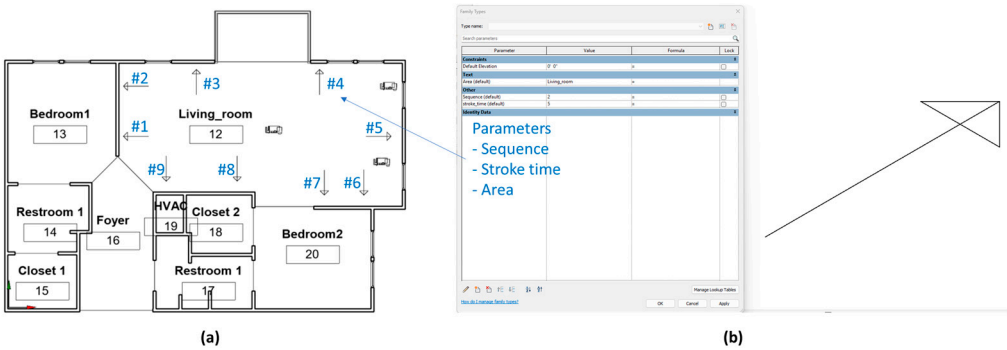 #2
#3
#4
Bedroom1
13
#1
Living_room
12
#5
#9
#8
#7
#6
HVAC
19
Closet 2
18
Restroom 1
14
Foyer
16
Bedroom2
20
Closet 1
15
Restroom 1
17
(a)
Family Types
Type name:
Search parameters
Parameter Value Formula Lock
Constraints
Default Elevation 0' 0" =
Text
Area (default) Living_room =
Other
Sequence (default) 2 =
stroke_time (default) 5 =
Identity Data
Parameters
- Sequence
- Stroke time
- Area
Manage Lookup Tables
How do I manage family types?
OK Cancel Apply
(b)